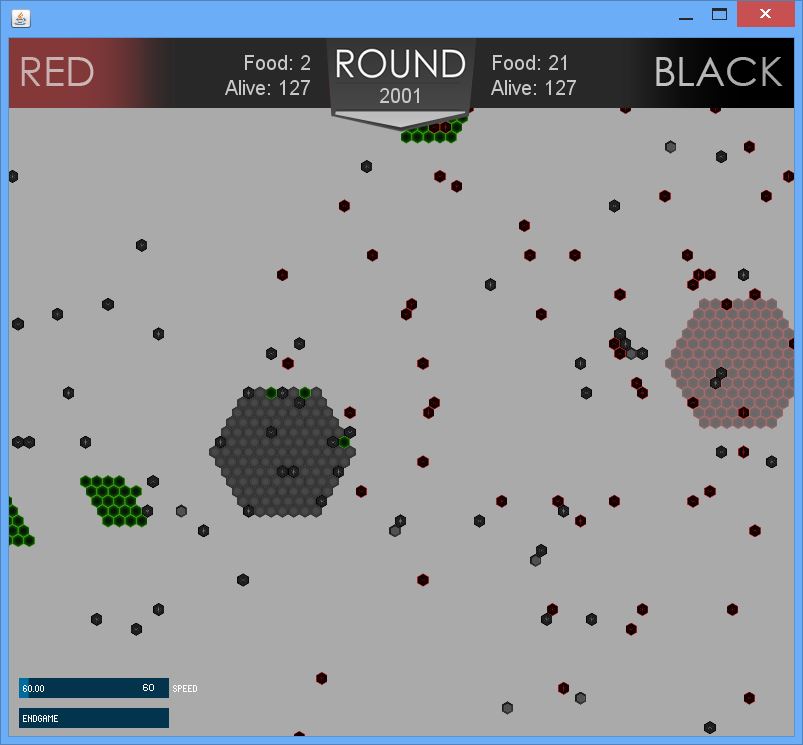 RED
Food: 2
Alive: 127
ROUND
2001
Food: 21
Alive: 127
BLACK
60.00 60 SPEED
ENDGAME